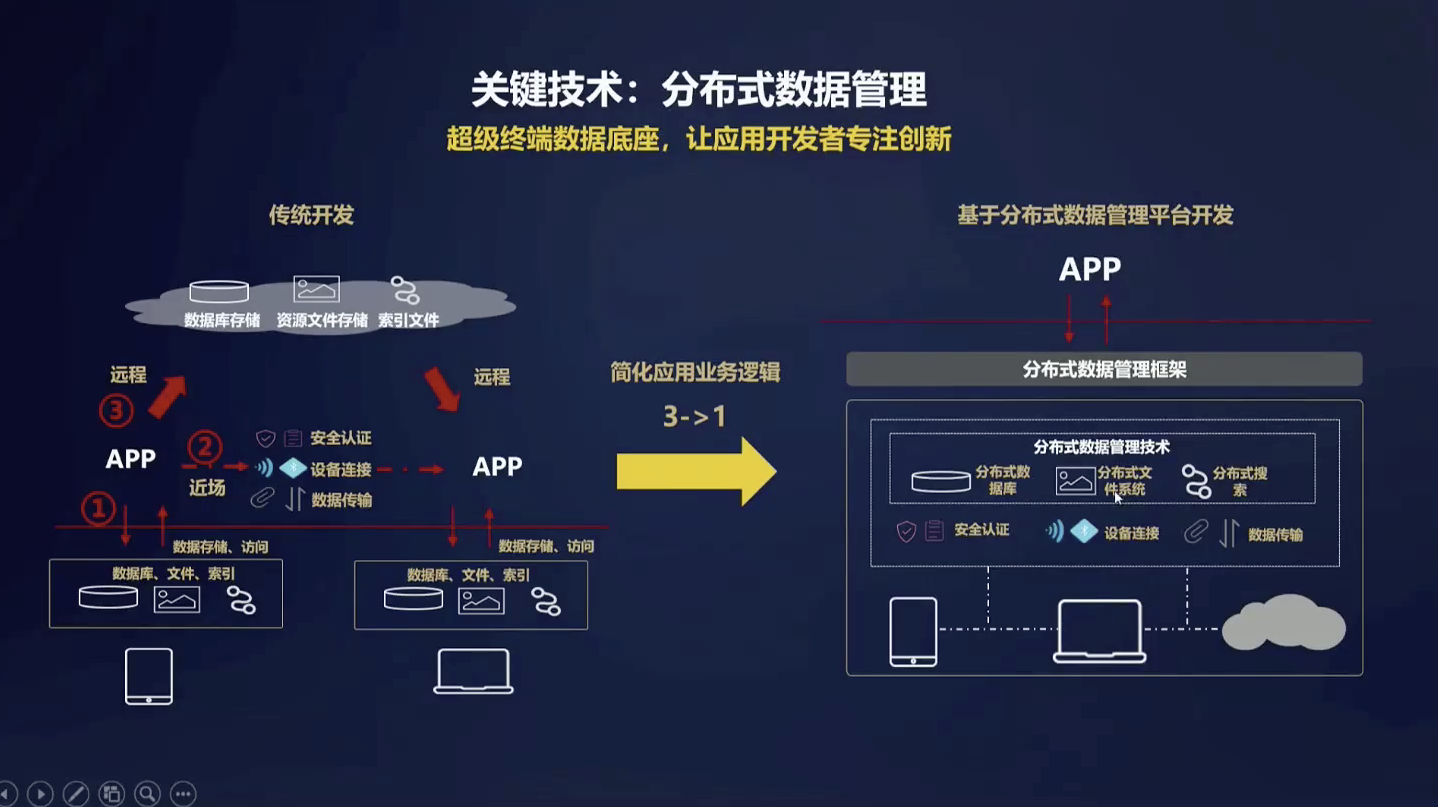 关键技术：分布式数据管理
超级终端数据底座，让应用开发者专注创新
传统开发
数据库存储
资源文件存储
索引文件
远程
③
远程
APP
②
近场
安全认证
设备连接
数据传输
APP
①
数据存储、访问
数据存储、访问
数据库、文件、索引
数据库、文件、索引
简化应用业务逻辑
3->1
基于分布式数据管理平台开发
APP
分布式数据管理框架
分布式数据管理技术
分布式数
据库
分布式文
件系统
分布式搜
索
安全认证
设备连接
数据传输